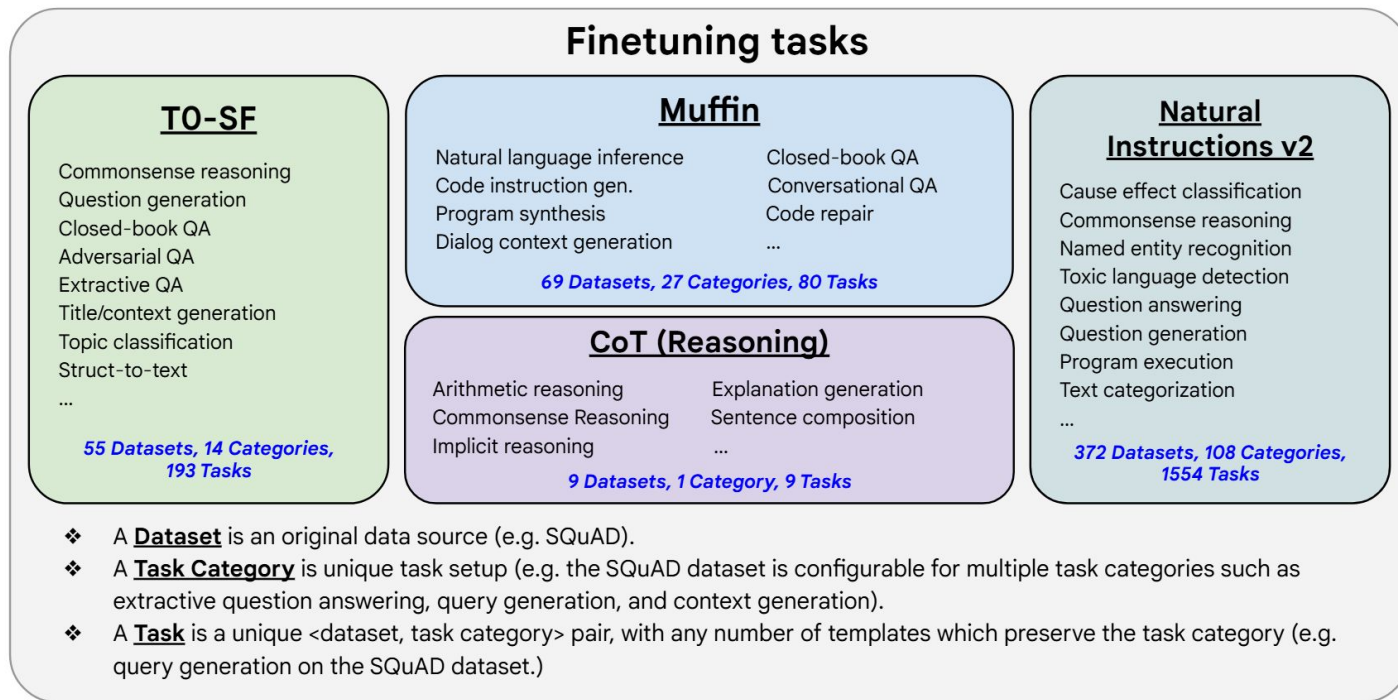 Finetuning tasks
T0-SF
Commonsense reasoning
Question generation
Closed-book QA
Adversarial QA
Extractive QA
Title/context generation
Topic classification
Struct-to-text
...
55 Datasets, 14 Categories,
193 Tasks
Muffin
Natural language inference
Code instruction gen.
Program synthesis
Dialog context generation
Closed-book QA
Conversational QA
Code repair
...
69 Datasets, 27 Categories, 80 Tasks
CoT (Reasoning)
Arithmetic reasoning
Commonsense Reasoning
Implicit reasoning
Explanation generation
Sentence composition
...
9 Datasets, 1 Category, 9 Tasks
Natural
Instructions v2
Cause effect classification
Commonsense reasoning
Named entity recognition
Toxic language detection
Question answering
Question generation
Program execution
Text categorization
...
372 Datasets, 108 Categories,
1554 Tasks
❖ A Dataset is an original data source (e.g. SQuAD).
❖ A Task Category is unique task setup (e.g. the SQuAD dataset is configurable for multiple task categories such as
extractive question answering, query generation, and context generation).
❖ A Task is a unique <dataset, task category> pair, with any number of templates which preserve the task category (e.g.
query generation on the SQuAD dataset.)